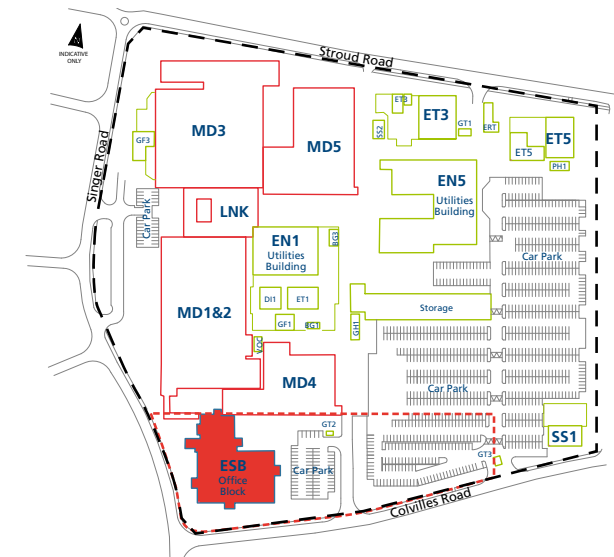 INDICATIVE
ONLY
Stroud Road
Singer Road
MD3
GF3
MD5
ET3
SS2
ET3
GT1
ERT
ET5
ET5
PH1
EN5
Utilities
Building
LNK
Car Park
EN1
Utilities
Building
BG3
Car Park
DI1
ET1
GF1
BG1
Storage
GH1
MD1&2
VOC
MD4
Car Park
GT2
SS1
GT3
ESB
Office
Block
Car Park
Colvilles Road